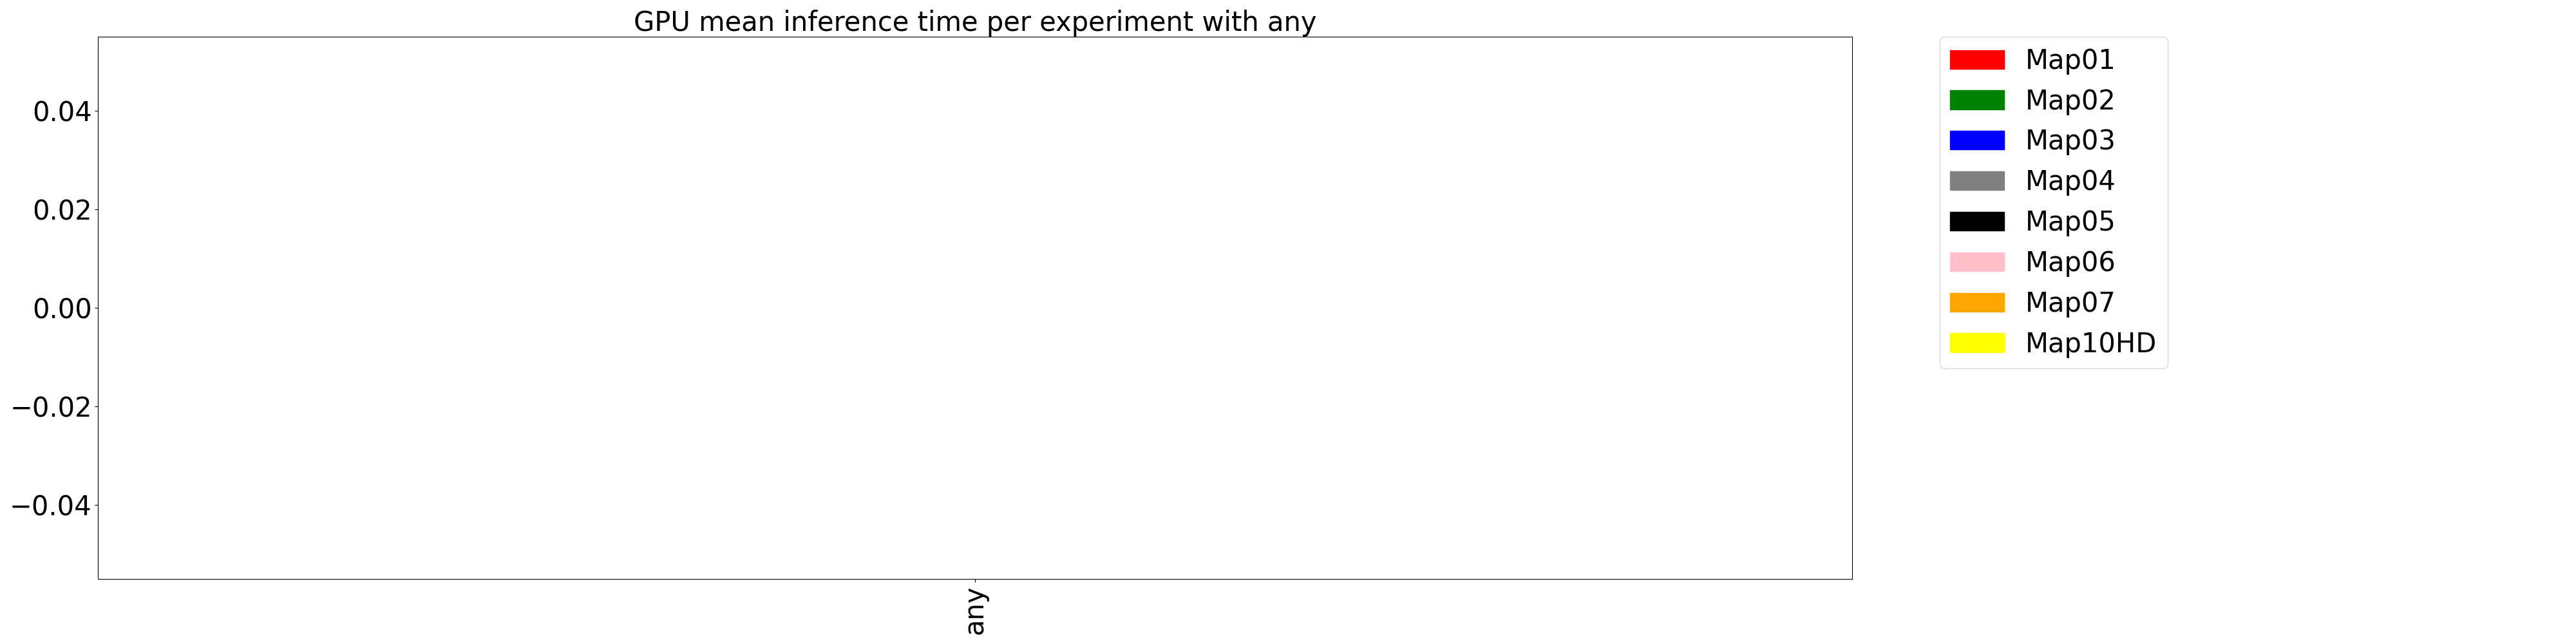 GPU mean inference time per experiment with any
0.04
0.02
0.00
−0.02
−0.04
any
Map01
Map02
Map03
Map04
Map05
Map06
Map07
Map10HD